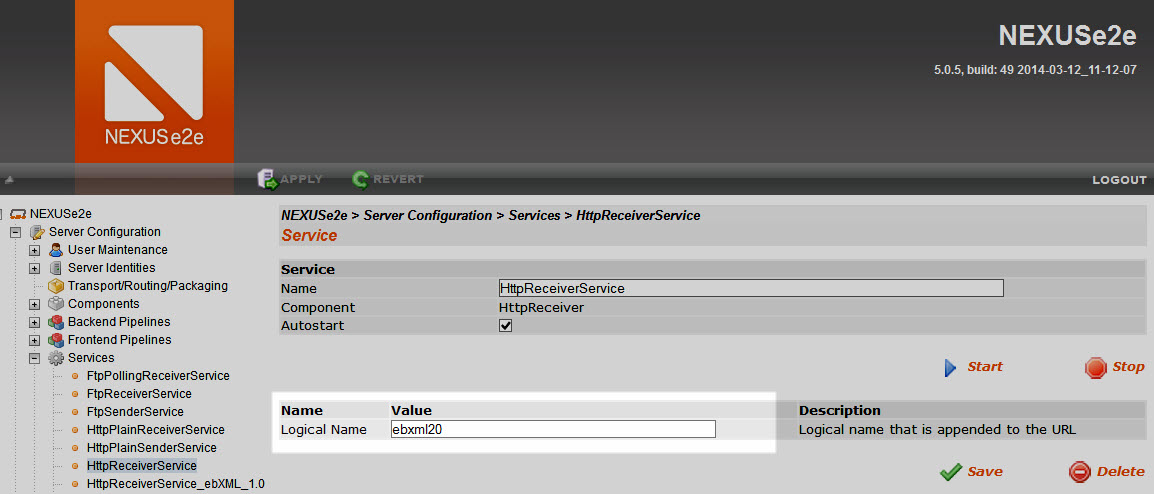 NEXUSe2e
5.0.5, build: 49 2014-03-12_11-12-07
NEXUSe2e
APPLY REVERT LOGOUT
NEXUSe2e
Server Configuration
User Maintenance
Server Identities
Transport/Routing/Packaging
Components
Backend Pipelines
Frontend Pipelines
Services
FtpPollingReceiverService
FtpReceiverService
FtpSenderService
HttpPlainReceiverService
HttpPlainSenderService
HttpReceiverService
HttpReceiverService_ebXML_1.0
NEXUSe2e > Server Configuration > Services > HttpReceiverService
Service
Service
Name HttpReceiverService
Component HttpReceiver
Autostart
Start Stop
Name Value Description
Logical Name ebxml20 Logical name that is appended to the URL
Save Delete